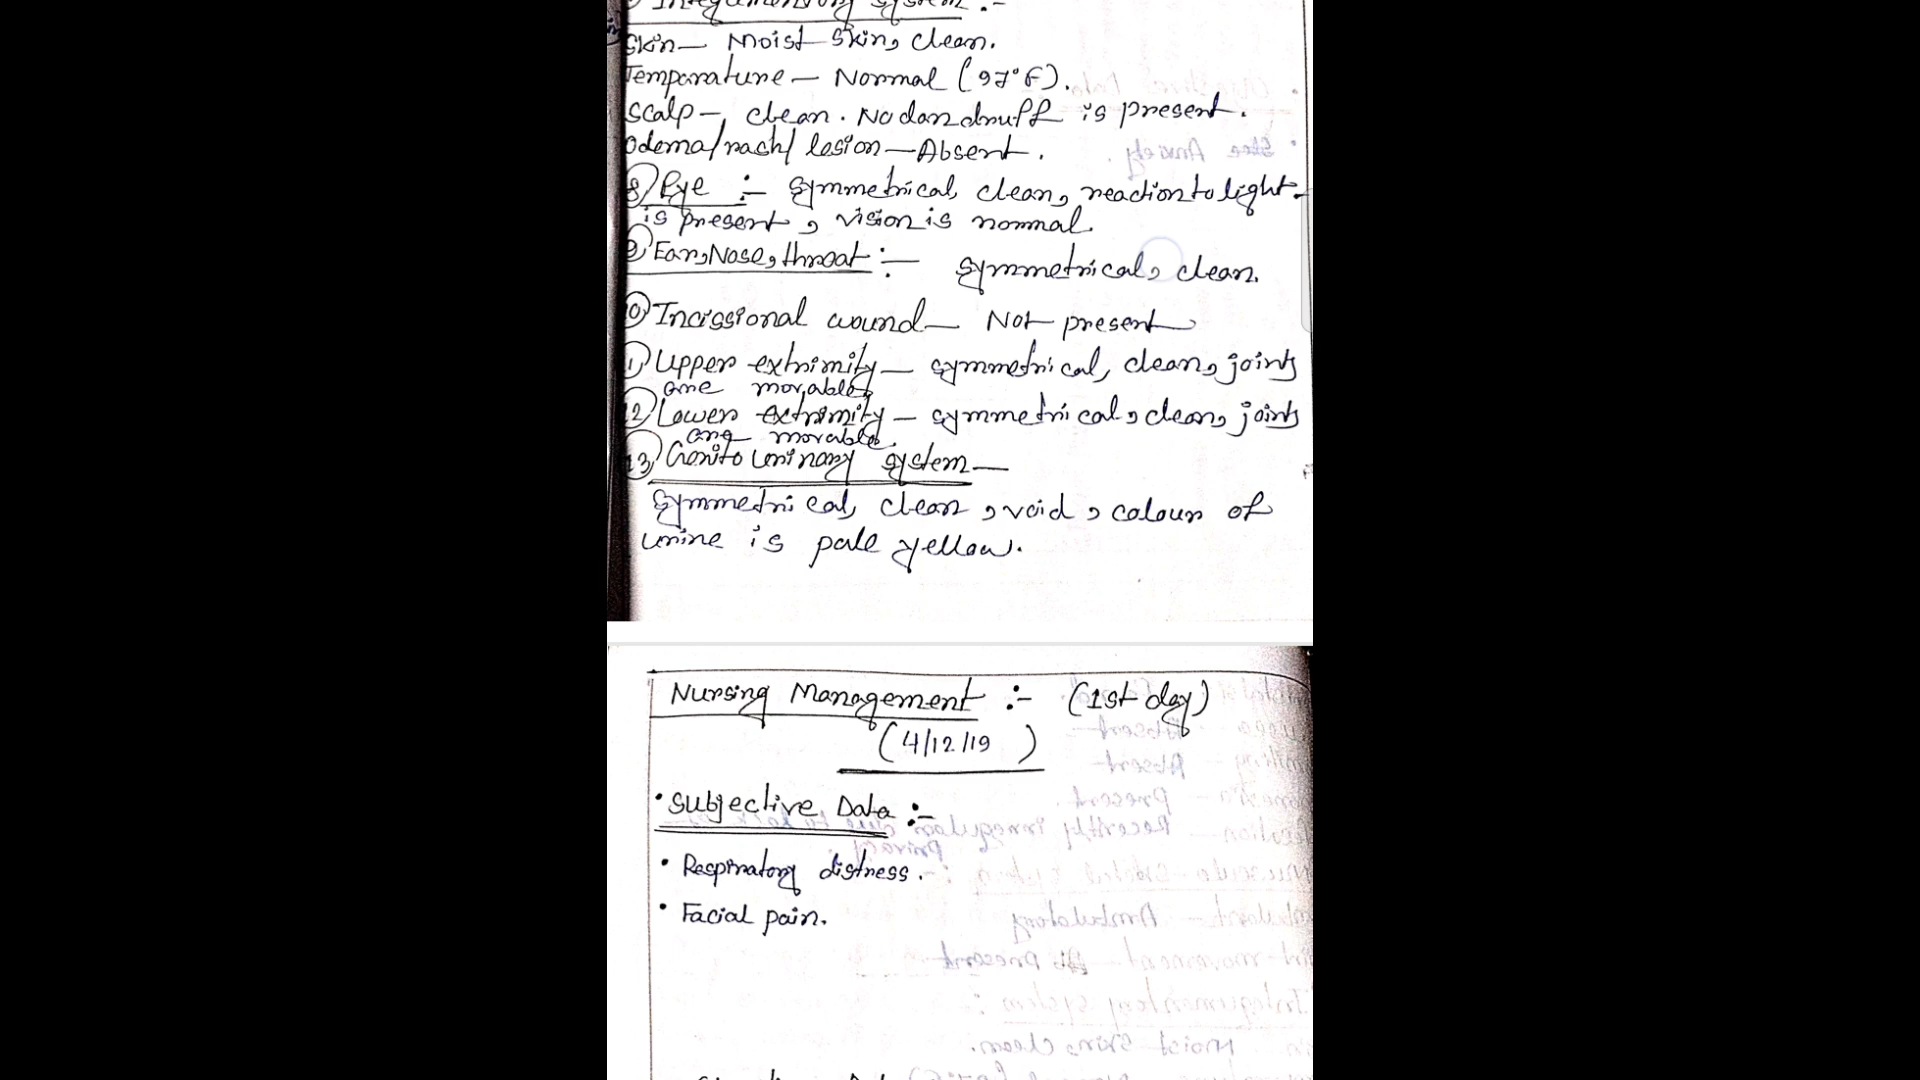 Integumentory system :-
Skin— Moist skin, clean.
Temparature — Normal (97°F).
Scalp —, clean. No dandruff is present.
Odema/rash/lesion — Absent.
8) Eye :- symmetrical, clean, reaction to light
is present, vision is normal.
9) Ear, Nose, throat :— symmetrical, clean.
10) Incissional wound — Not present
11) Upper extrimity — symmetrical, clean, joints
are movable
12) Lower extrimity — symmetrical, clean, joints
are movable.
13) Genito Urinary system —
symmetrical, clean, void, colour of
urine is pale yellow.
Nursing Management :- (1st day)
(4/12/19 )
• Subjective Data :-
• Respiratory distress.
• Facial pain.